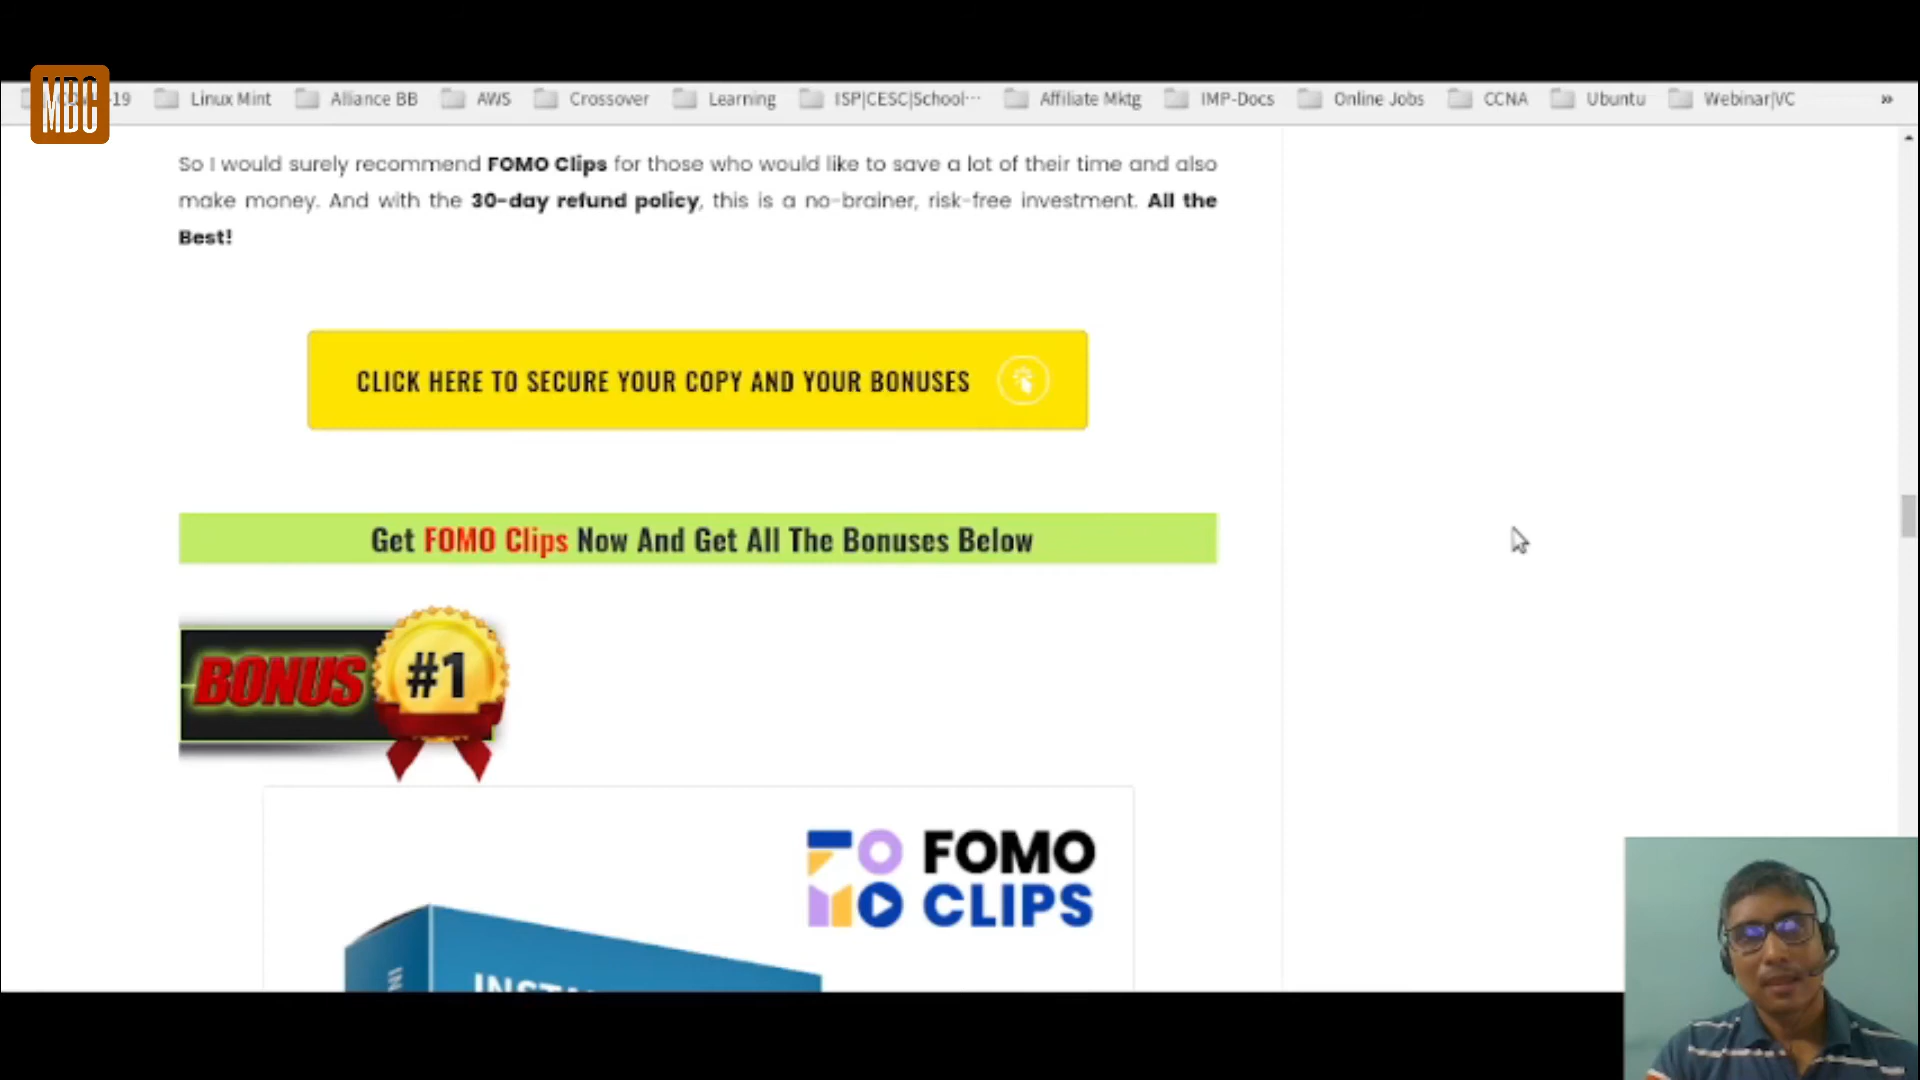 MBC
19
Linux Mint
Alliance BB
AWS
Crossover
Learning
ISP|CESC|School···
Affiliate Mktg
IMP-Docs
Online Jobs
CCNA
Ubuntu
Webinar|VC
»
So I would surely recommend FOMO Clips for those who would like to save a lot of their time and also
make money. And with the 30-day refund policy, this is a no-brainer, risk-free investment. All the
Best!
CLICK HERE TO SECURE YOUR COPY AND YOUR BONUSES
Get FOMO Clips Now And Get All The Bonuses Below
BONUS #1
FOMO
CLIPS